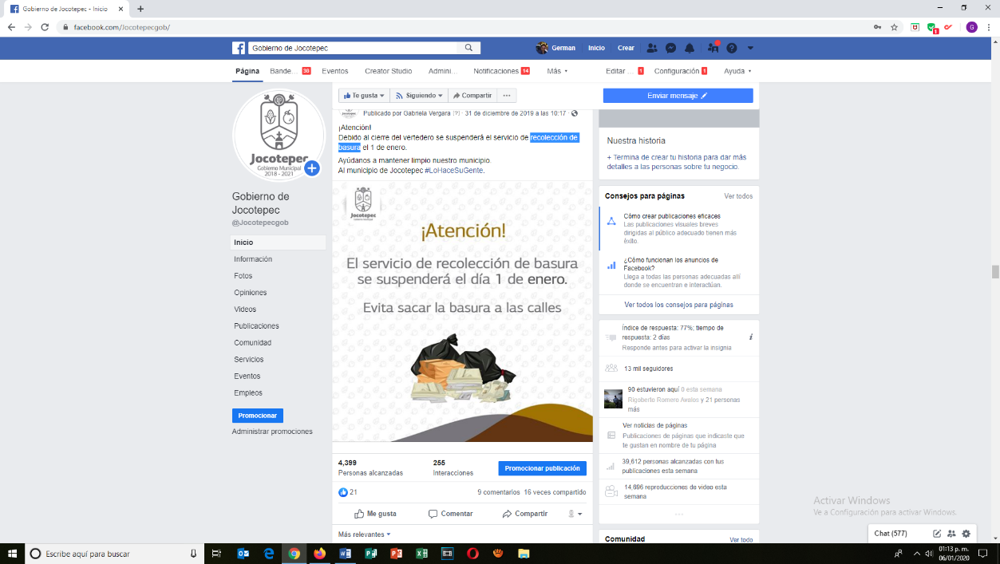 Gobierno de Jocotepec - Inicio
facebook.com/Jocotepecgob/
G
Gobierno de Jocotepec
German Inicio Crear
Página Bande... 38 Eventos Creator Studio Admini... Notificaciones 14 Más Editar ... 1 Configuración 1 Ayuda
Jocotepec
Gobierno Municipal
2018 - 2021
Gobierno de
Jocotepec
@Jocotepecgob
Inicio
Información
Fotos
Opiniones
Videos
Publicaciones
Comunidad
Servicios
Eventos
Empleos
Promocionar
Administrar promociones
Te gusta Siguiendo Compartir ...
Publicado por Gabriela Vergara [?] · 31 de diciembre de 2019 a las 10:17 ·
¡Atención!
Debido al cierre del vertedero se suspenderá el servicio de recolección de
basura el 1 de enero.
Ayúdanos a mantener limpio nuestro municipio.
Al municipio de Jocotepec #LoHaceSuGente.
Jocotepec
¡Atención!
El servicio de recolección de basura
se suspenderá el día 1 de enero.
Evita sacar la basura a las calles
4,399
Personas alcanzadas
255
Interacciones
Promocionar publicación
21
9 comentarios 16 veces compartido
Me gusta Comentar Compartir
Más relevantes
Enviar mensaje
Nuestra historia
+ Termina de crear tu historia para dar más
detalles a las personas sobre tu negocio.
Consejos para páginas Ver todos
Cómo crear publicaciones eficaces
Las publicaciones visuales breves
dirigidas al público adecuado tienen más
éxito.
¿Cómo funcionan los anuncios de
Facebook?
Llega a todas las personas adecuadas allí
donde se encuentran e interactúan.
Ver todos los consejos para páginas
Índice de respuesta: 77%; tiempo de
respuesta: 2 días
Responde antes para activar la insignia
13 mil seguidores
90 estuvieron aquí 0 esta semana
Rigoberto Romero Avalos y 21 personas
más
Ver noticias de páginas
Publicaciones de páginas que indicaste que
te gustan en nombre de tu página
39,612 personas alcanzadas con tus
publicaciones esta semana
14,696 reproducciones de video esta
semana
Comunidad Ver todo
Activar Windows
Ve a Configuración para activar Windows.
Chat (577)
Escribe aquí para buscar
01:13 p. m.
06/01/2020